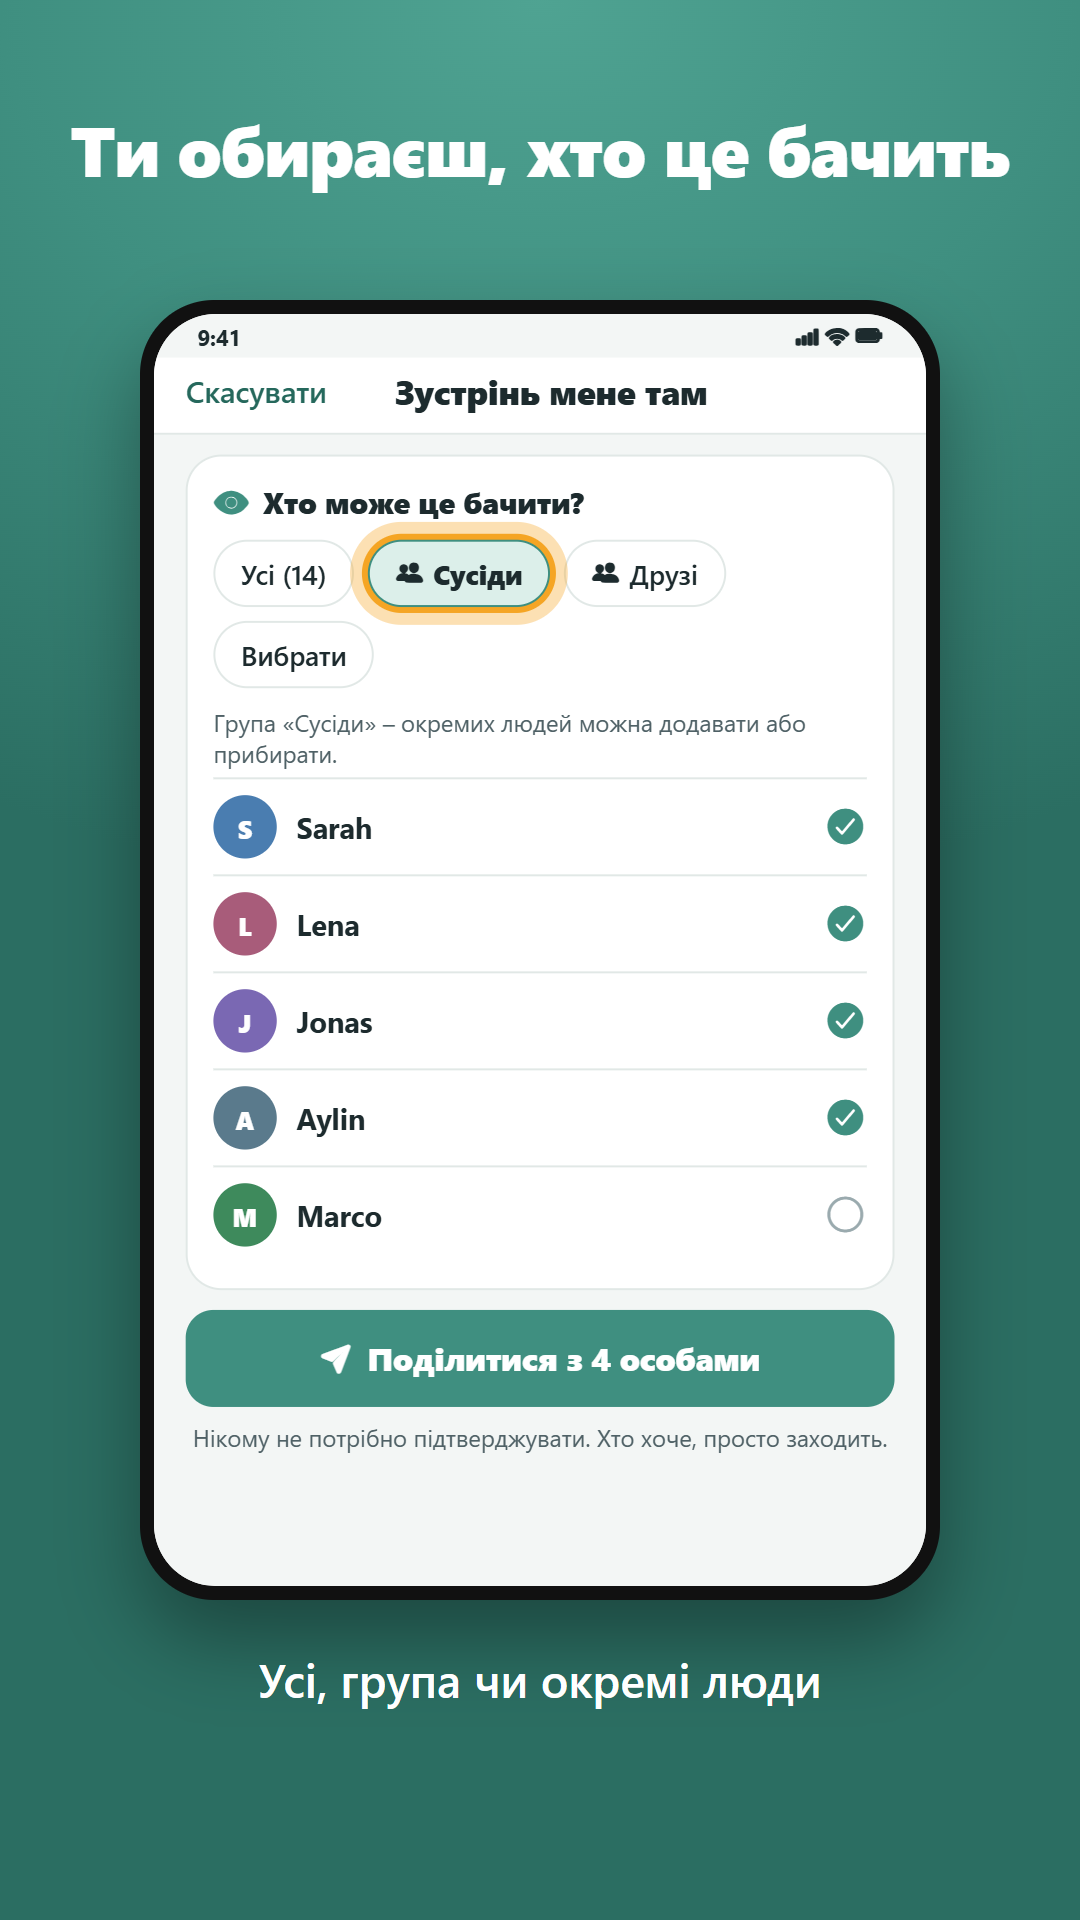 Ти обираєш, хто це бачить
9:41
Скасувати
Зустрінь мене там
Хто може це бачити?
Усі (14)
Сусіди
Друзі
Вибрати
Група «Сусіди» – окремих людей можна додавати або
прибирати.
S
Sarah
L
Lena
J
Jonas
A
Aylin
M
Marco
Поділитися з 4 особами
Нікому не потрібно підтверджувати. Хто хоче, просто заходить.
Усі, група чи окремі люди